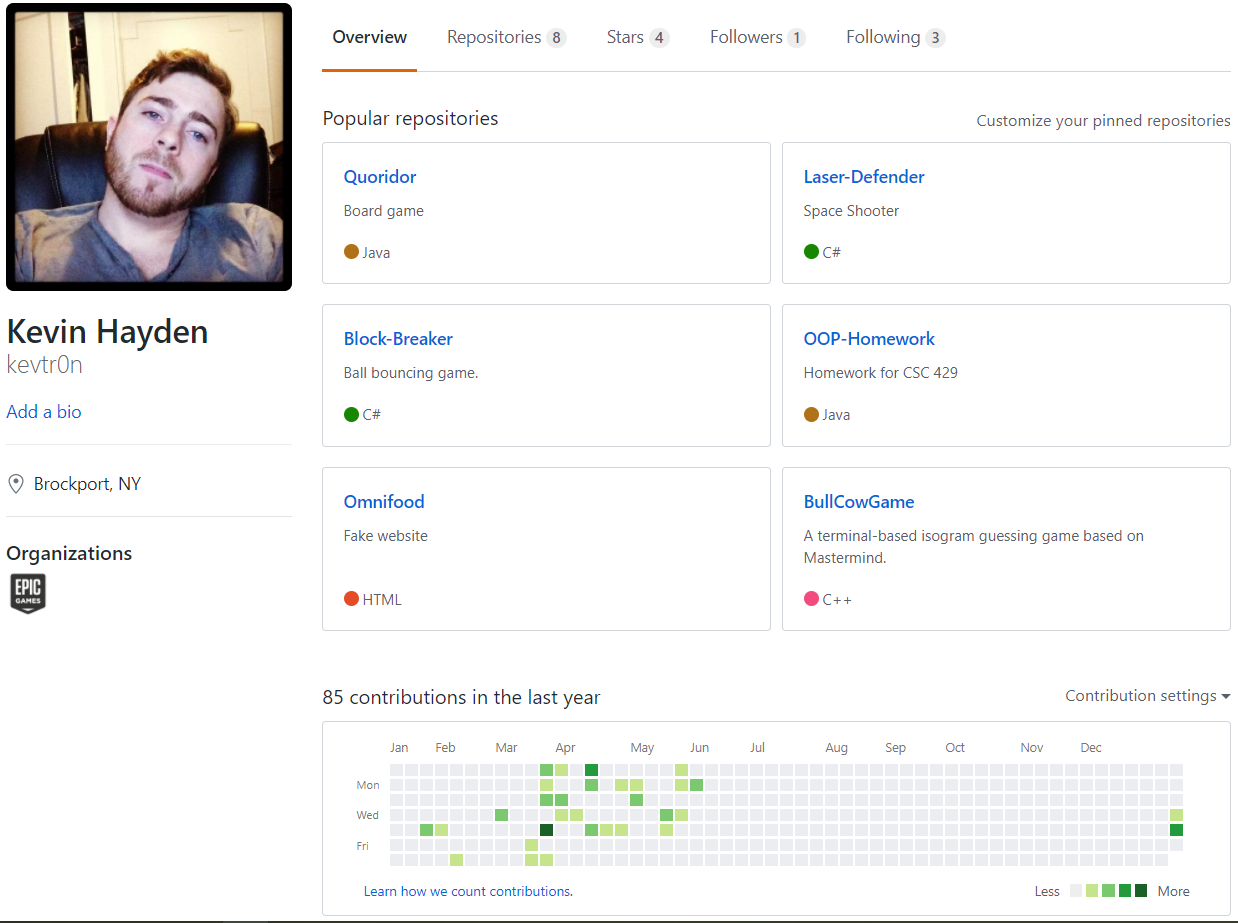 Overview Repositories 8 Stars 4 Followers 1 Following 3
Kevin Hayden
kevtr0n
Add a bio
Brockport, NY
Organizations
EPIC
GAMES
Popular repositories
Customize your pinned repositories
Quoridor
Board game
Java
Laser-Defender
Space Shooter
C#
Block-Breaker
Ball bouncing game.
C#
OOP-Homework
Homework for CSC 429
Java
Omnifood
Fake website
HTML
BullCowGame
A terminal-based isogram guessing game based on
Mastermind.
C++
85 contributions in the last year
Contribution settings
Jan Feb Mar Apr May Jun Jul Aug Sep Oct Nov Dec
Mon
Wed
Fri
Learn how we count contributions.
Less More